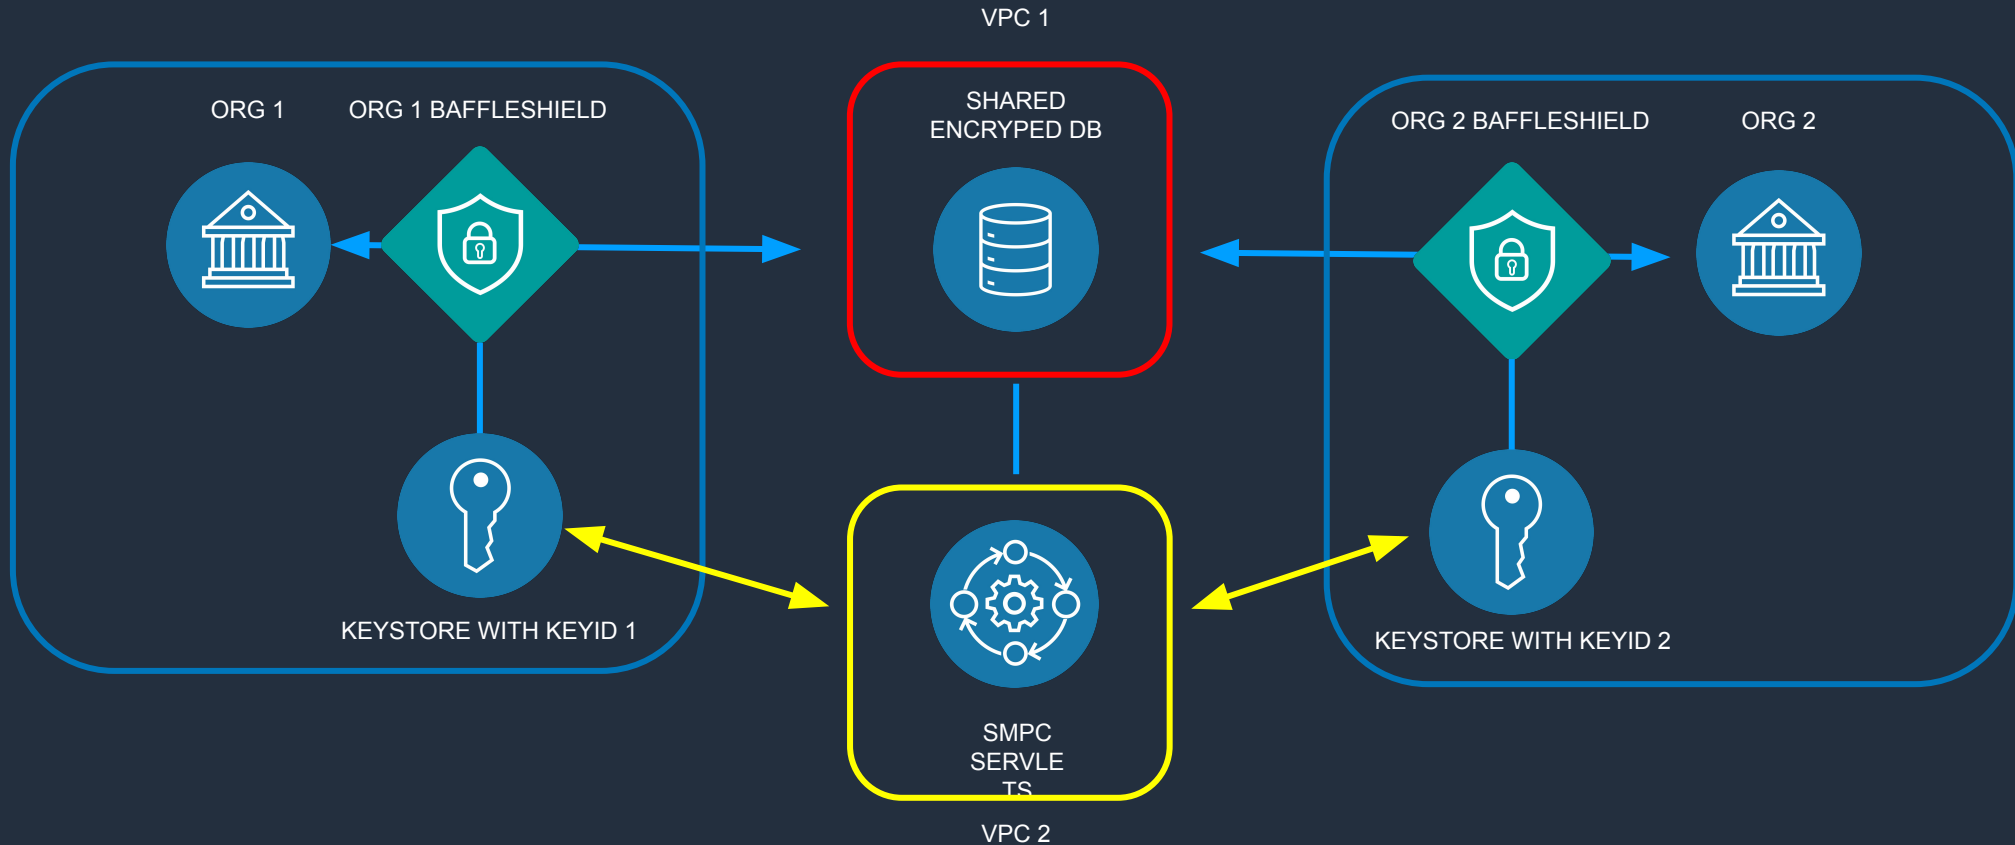 VPC 1
ORG 1
ORG 1 BAFFLESHIELD
SHARED
ENCRYPED DB
ORG 2 BAFFLESHIELD
ORG 2
KEYSTORE WITH KEYID 1
KEYSTORE WITH KEYID 2
SMPC
SERVLE
TS
VPC 2